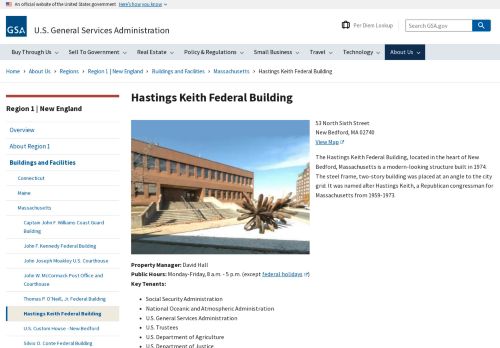 An official website of the United States government Here's how you know
GSA
U.S. General Services Administration
Per Diem Lookup
Search GSA.gov
Buy Through Us
Sell To Government
Real Estate
Policy & Regulations
Small Business
Travel
Technology
About Us
Home › About Us › Regions › Region 1 | New England › Buildings and Facilities › Massachusetts › Hastings Keith Federal Building
Region 1 | New England
Overview
About Region 1
Buildings and Facilities
Connecticut
Maine
Massachusetts
Captain John F. Williams Coast Guard
Building
John F. Kennedy Federal Building
John Joseph Moakley U.S. Courthouse
John W. McCormack Post Office and
Courthouse
Thomas P. O'Neill, Jr. Federal Building
Hastings Keith Federal Building
U.S. Custom House - New Bedford
Silvio O. Conte Federal Building
Hastings Keith Federal Building
53 North Sixth Street
New Bedford, MA 02740
View Map
The Hastings Keith Federal Building, located in the heart of New
Bedford, Massachusetts is a modern-looking structure built in 1974.
The steel frame, two-story building was placed at an angle to the city
grid. It was named after Hastings Keith, a Republican congressman for
Massachusetts from 1959-1973.
Property Manager: David Hall
Public Hours: Monday-Friday, 8 a.m. - 5 p.m. (except federal holidays)
Key Tenants:
• Social Security Administration
• National Oceanic and Atmospheric Administration
• U.S. General Services Administration
• U.S. Trustees
• U.S. Department of Agriculture
• U.S. Department of Justice